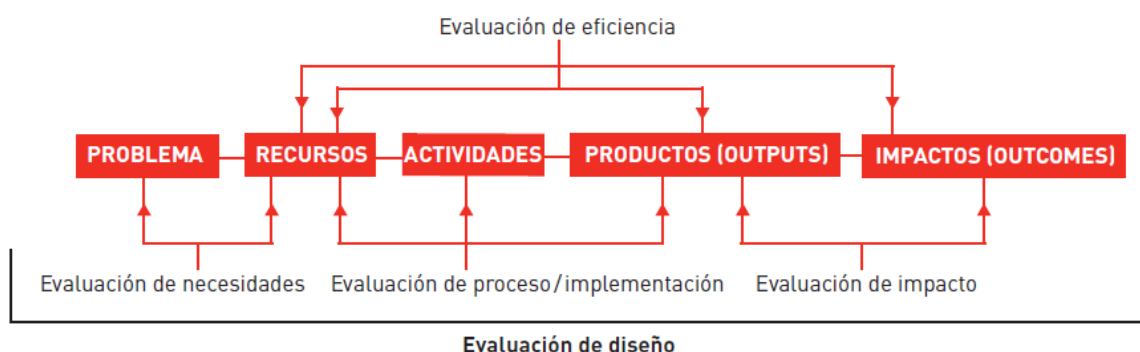 Evaluación de eficiencia
PROBLEMA RECURSOS ACTIVIDADES PRODUCTOS (OUTPUTS) IMPACTOS (OUTCOMES)
Evaluación de necesidades Evaluación de proceso/implementación Evaluación de impacto
Evaluación de diseño